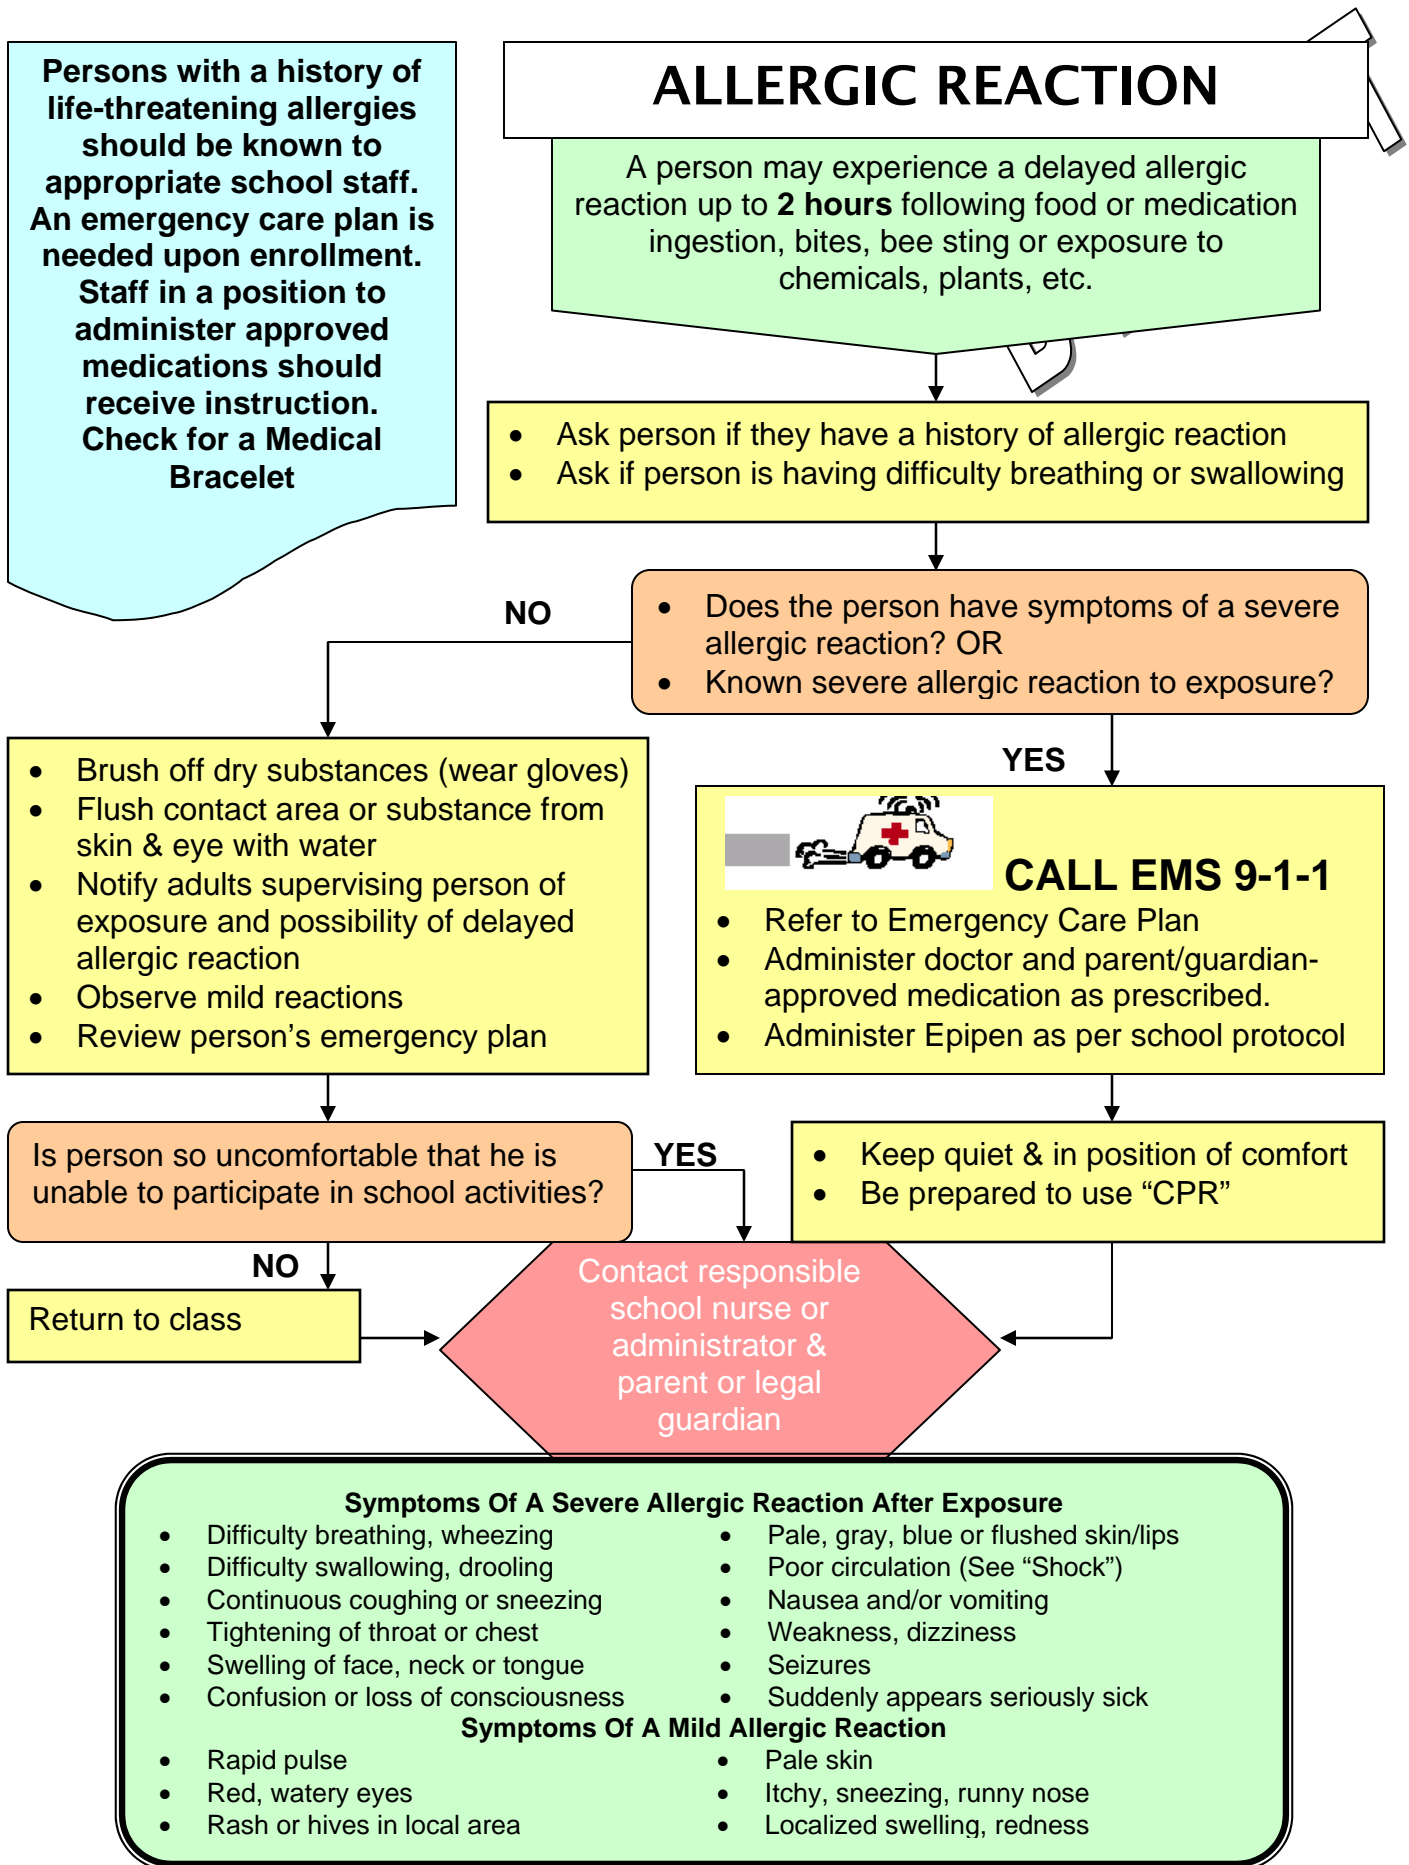 Persons with a history of
life-threatening allergies
should be known to
appropriate school staff.
An emergency care plan is
needed upon enrollment.
Staff in a position to
administer approved
medications should
receive instruction.
Check for a Medical
Bracelet
ALLERGIC REACTION
A person may experience a delayed allergic
reaction up to 2 hours following food or medication
ingestion, bites, bee sting or exposure to
chemicals, plants, etc.
• Ask person if they have a history of allergic reaction
• Ask if person is having difficulty breathing or swallowing
• Does the person have symptoms of a severe
allergic reaction? OR
• Known severe allergic reaction to exposure?
NO
YES
• Brush off dry substances (wear gloves)
• Flush contact area or substance from
skin & eye with water
• Notify adults supervising person of
exposure and possibility of delayed
allergic reaction
• Observe mild reactions
• Review person’s emergency plan
CALL EMS 9-1-1
• Refer to Emergency Care Plan
• Administer doctor and parent/guardian-
approved medication as prescribed.
• Administer Epipen as per school protocol
Is person so uncomfortable that he is
unable to participate in school activities?
YES
NO
• Keep quiet & in position of comfort
• Be prepared to use “CPR”
Return to class
Contact responsible
school nurse or
administrator &
parent or legal
guardian
Symptoms Of A Severe Allergic Reaction After Exposure
• Difficulty breathing, wheezing
• Difficulty swallowing, drooling
• Continuous coughing or sneezing
• Tightening of throat or chest
• Swelling of face, neck or tongue
• Confusion or loss of consciousness
• Pale, gray, blue or flushed skin/lips
• Poor circulation (See “Shock”)
• Nausea and/or vomiting
• Weakness, dizziness
• Seizures
• Suddenly appears seriously sick
Symptoms Of A Mild Allergic Reaction
• Rapid pulse
• Red, watery eyes
• Rash or hives in local area
• Pale skin
• Itchy, sneezing, runny nose
• Localized swelling, redness